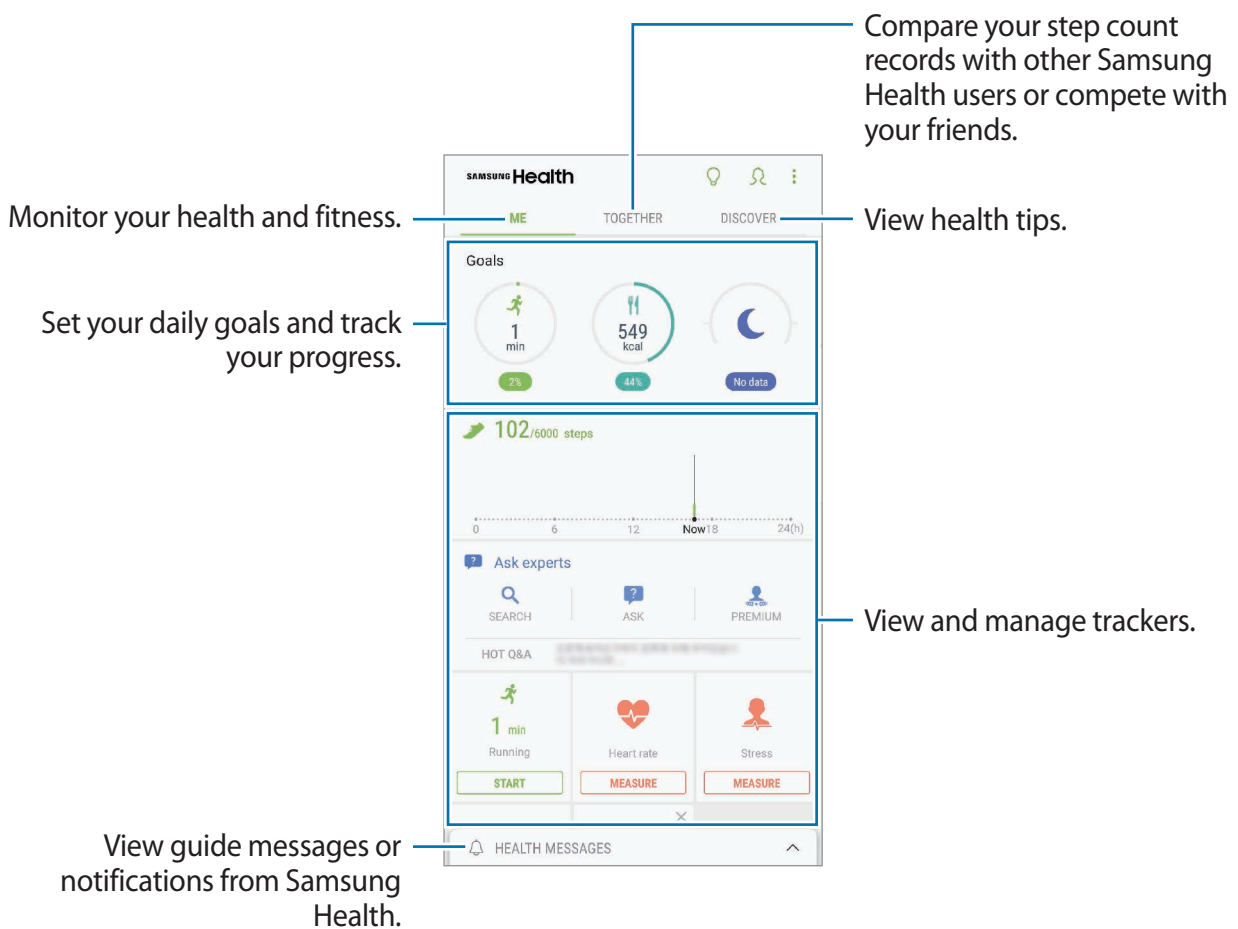 Compare your step count
records with other Samsung
Health users or compete with
your friends.
SAMSUNG Health
Monitor your health and fitness.
ME
TOGETHER
DISCOVER
View health tips.
Goals
Set your daily goals and track
your progress.
1
min
549
kcal
2%
44%
No data
102/6000 steps
0 6 12 Now 18 24(h)
Ask experts
SEARCH
ASK
PREMIUM
View and manage trackers.
HOT Q&A
1 min
Running
Heart rate
Stress
START
MEASURE
MEASURE
View guide messages or
notifications from Samsung
Health.
HEALTH MESSAGES